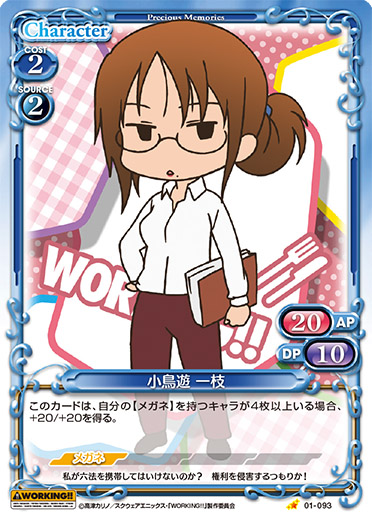 Precious Memories
Character
COST
2
SOURCE
2
WORKING!!
20 AP
DP 10
小鳥遊 一枝
このカードは、自分の【メガネ】を持つキャラが4枚以上いる場合、
+20/+20を得る。
メガネ
私が六法を携帯してはいけないのか? 権利を侵害するつもりか!
WORKING!!
©高津カリノ/スクウェアエニックス・「WORKING!!」製作委員会
01-093